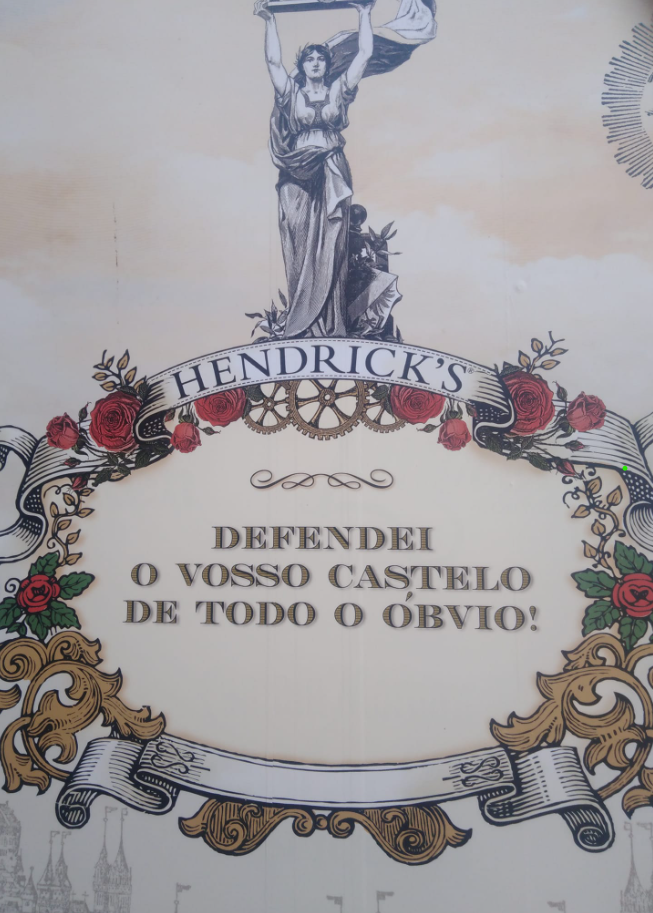 HENDRICK'S®
DEFENDEI
O VOSSO CASTELO
DE TODO O ÓBVIO!